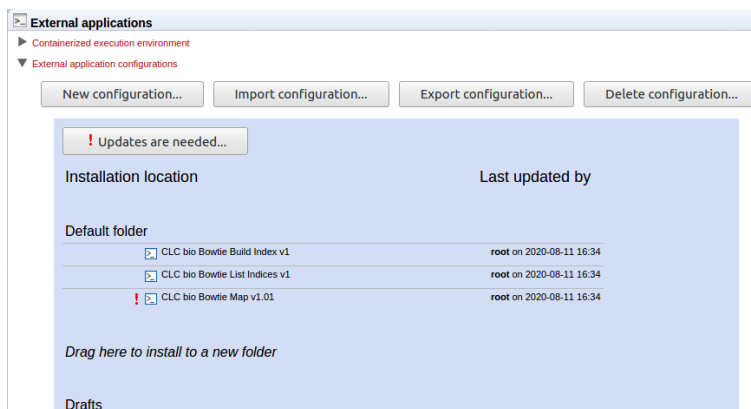 External applications
Containerized execution environment
External application configurations
New configuration... Import configuration... Export configuration... Delete configuration...
! Updates are needed...
Installation location Last updated by
Default folder
CLC bio Bowtie Build Index v1 root on 2020-08-11 16:34
CLC bio Bowtie List Indices v1 root on 2020-08-11 16:34
! CLC bio Bowtie Map v1.01 root on 2020-08-11 16:34
Drag here to install to a new folder
Drafts